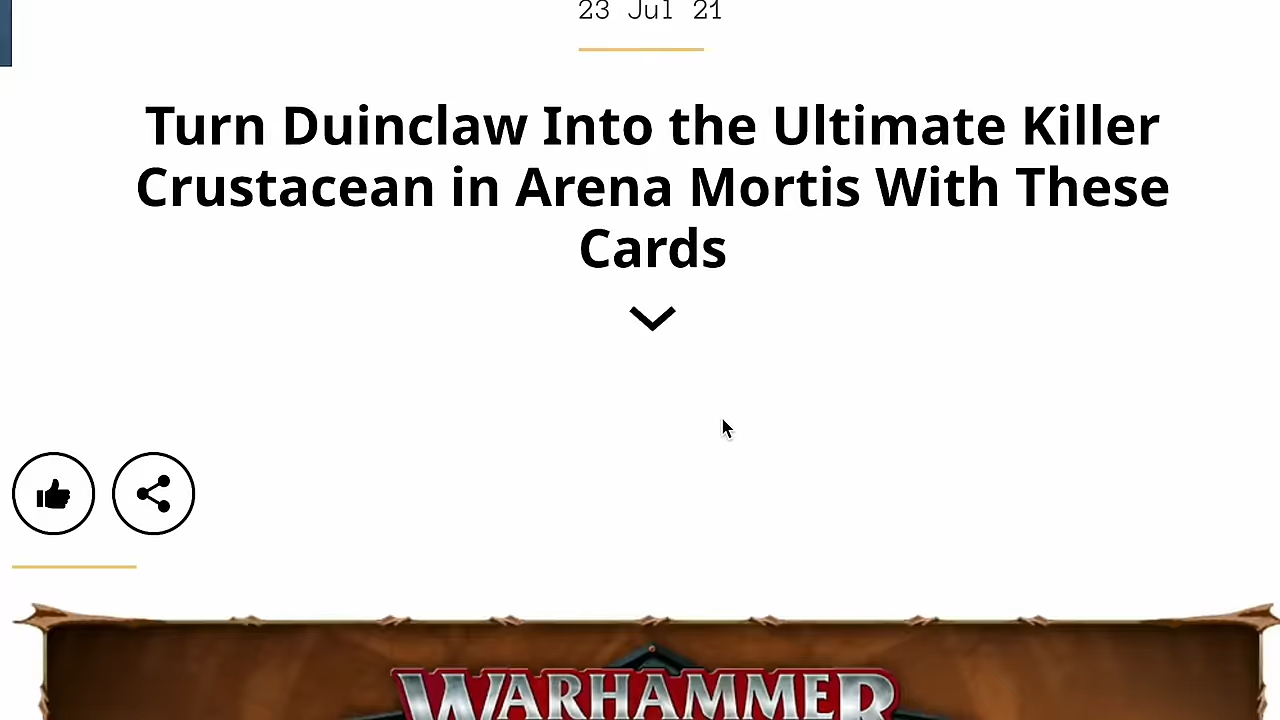 23 Jul 21
Turn Duinclaw Into the Ultimate Killer
Crustacean in Arena Mortis With These
Cards
WARHAMMER